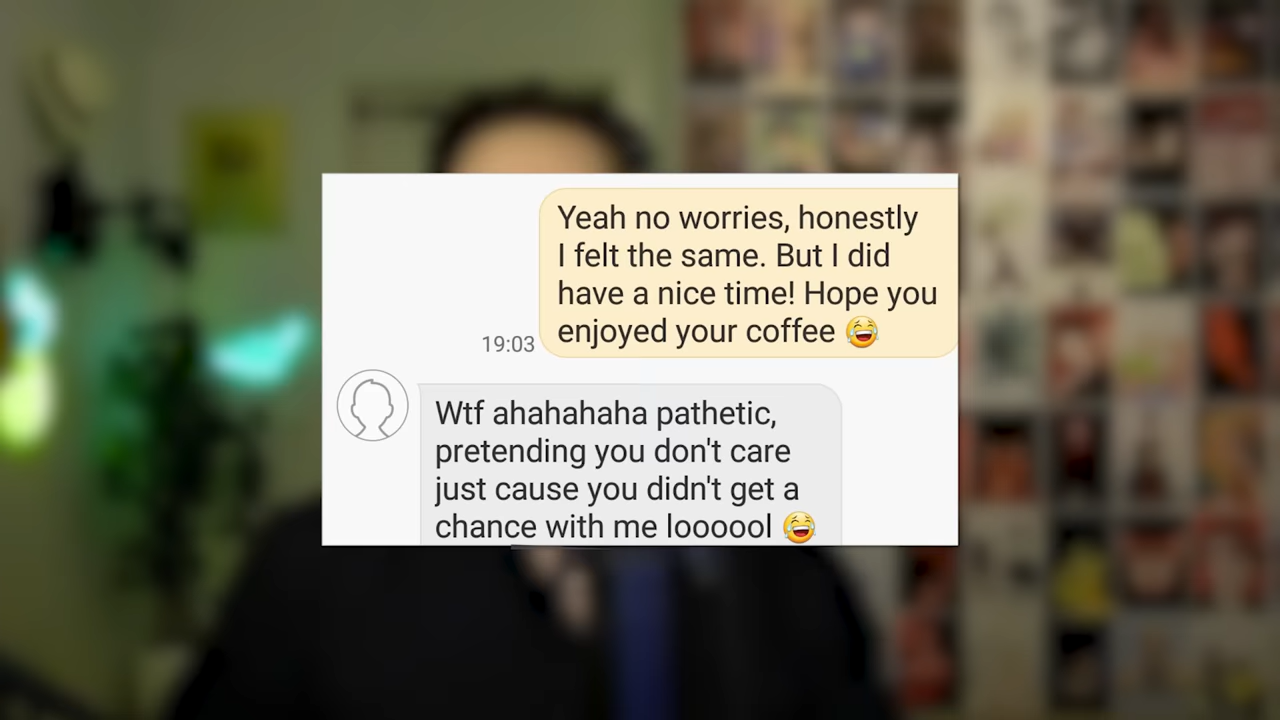 Yeah no worries, honestly
I felt the same. But I did
have a nice time! Hope you
enjoyed your coffee 😂
19:03
Wtf ahahahaha pathetic,
pretending you don't care
just cause you didn't get a
chance with me loooool 😂